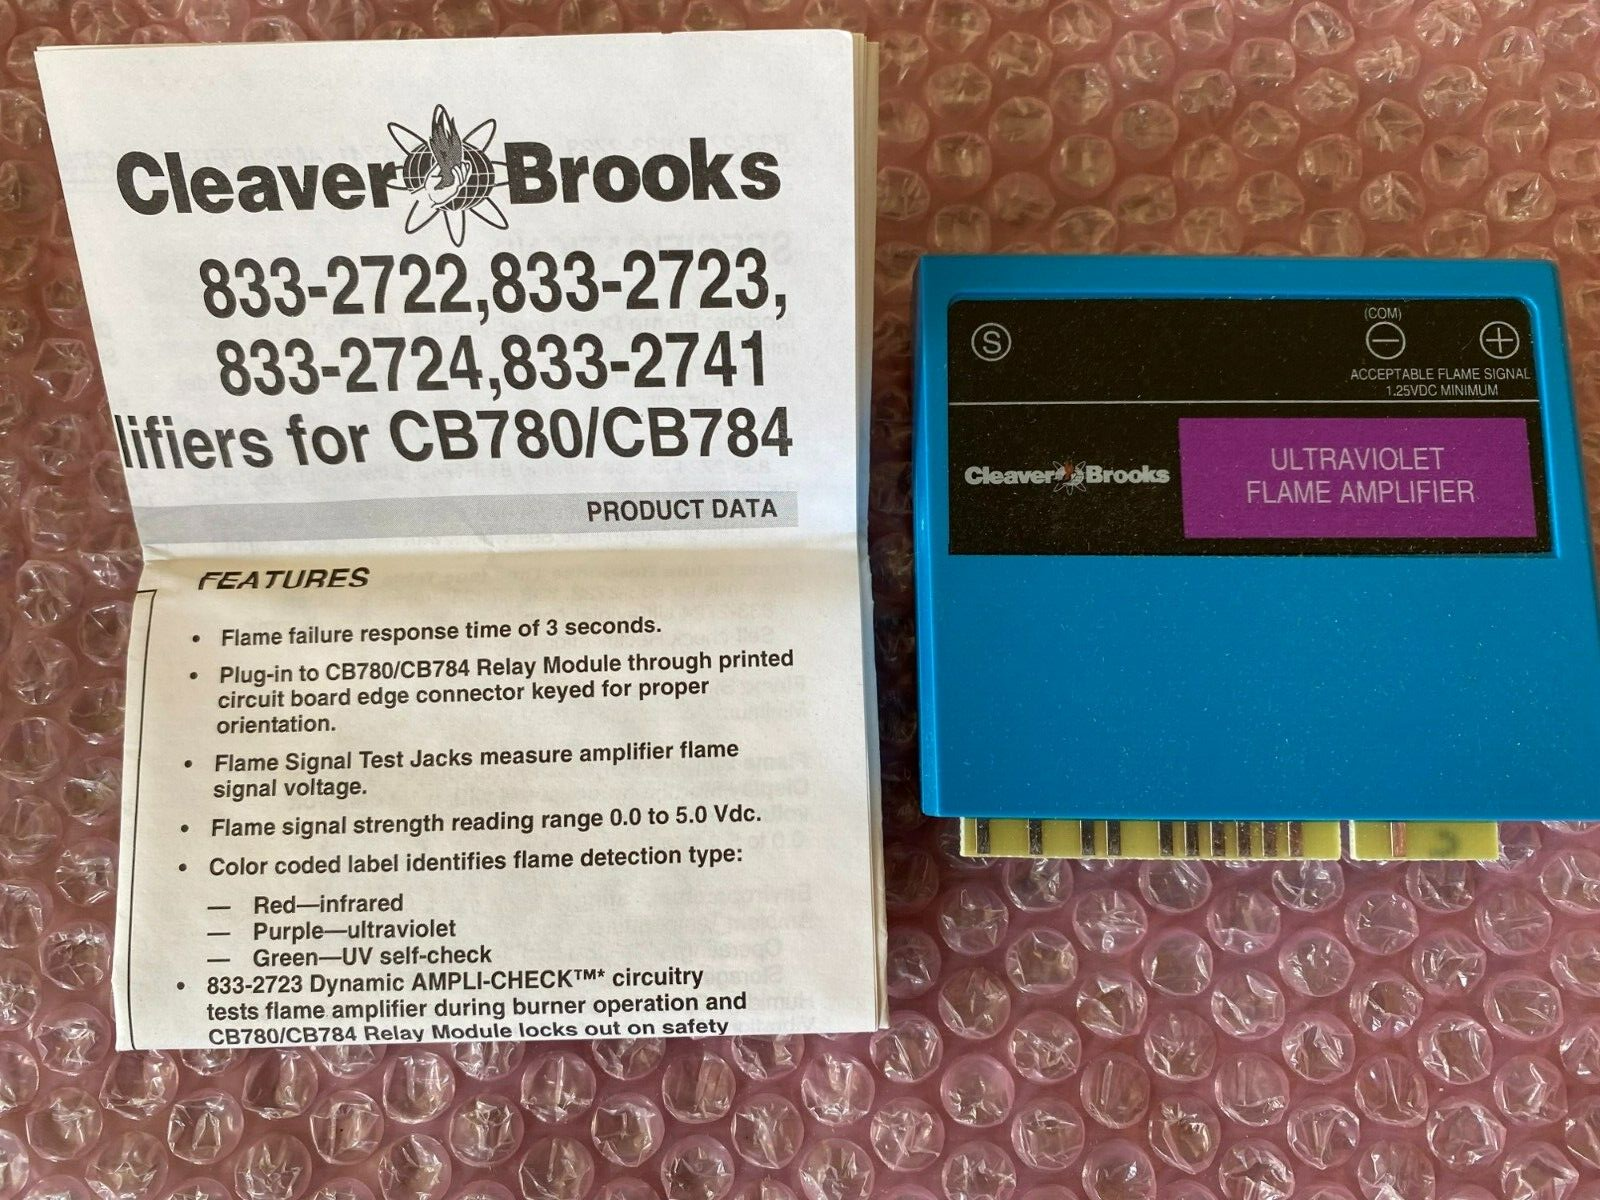 Cleaver Brooks
833-2722,833-2723,
833-2724,833-2741
lifiers for CB780/CB784
PRODUCT DATA
FEATURES
• Flame failure response time of 3 seconds.
• Plug-in to CB780/CB784 Relay Module through printed
circuit board edge connector keyed for proper
orientation.
• Flame Signal Test Jacks measure amplifier flame
signal voltage.
• Flame signal strength reading range 0.0 to 5.0 Vdc.
• Color coded label identifies flame detection type:
— Red—infrared
— Purple—ultraviolet
— Green—UV self-check
• 833-2723 Dynamic AMPLI-CHECK™* circuitry
tests flame amplifier during burner operation and
CB780/CB784 Relay Module locks out on safety
S
(COM)
− +
ACCEPTABLE FLAME SIGNAL
1.25VDC MINIMUM
Cleaver Brooks
ULTRAVIOLET
FLAME AMPLIFIER